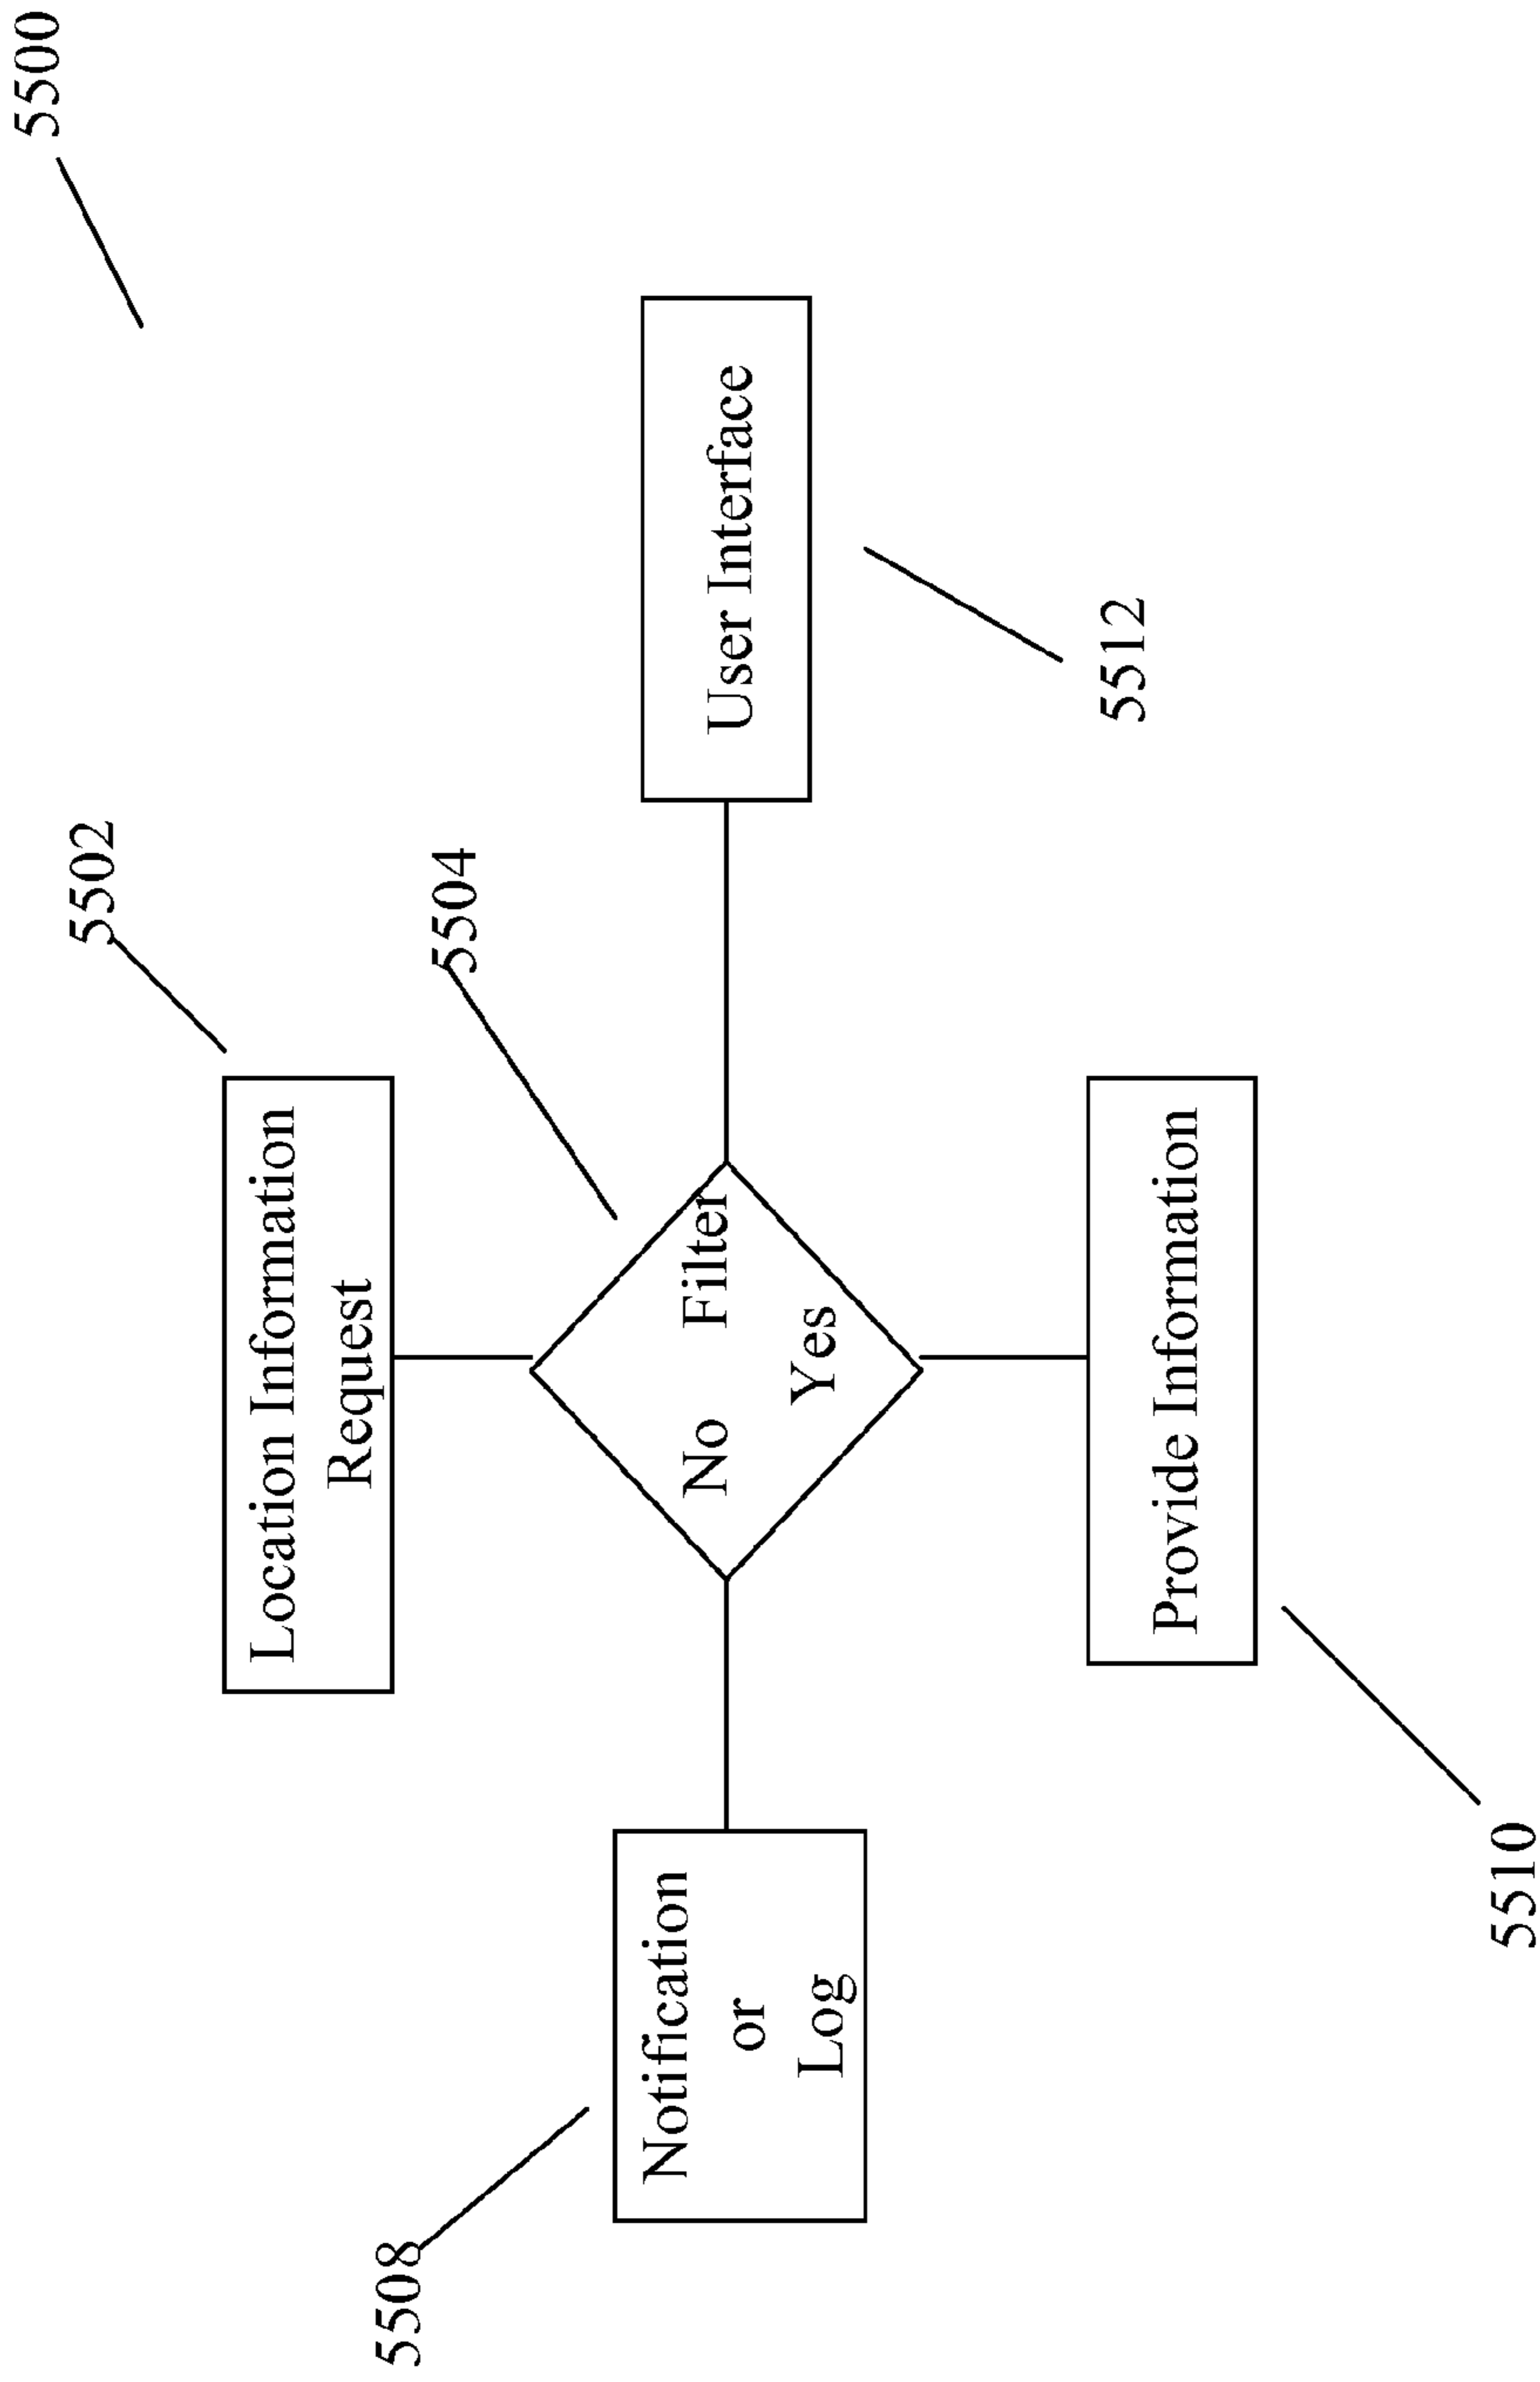 5500
5502
Location Information
Request
5504
No Filter
Yes
User Interface
5512
5508
Notification
or
Log
Provide Information
5510